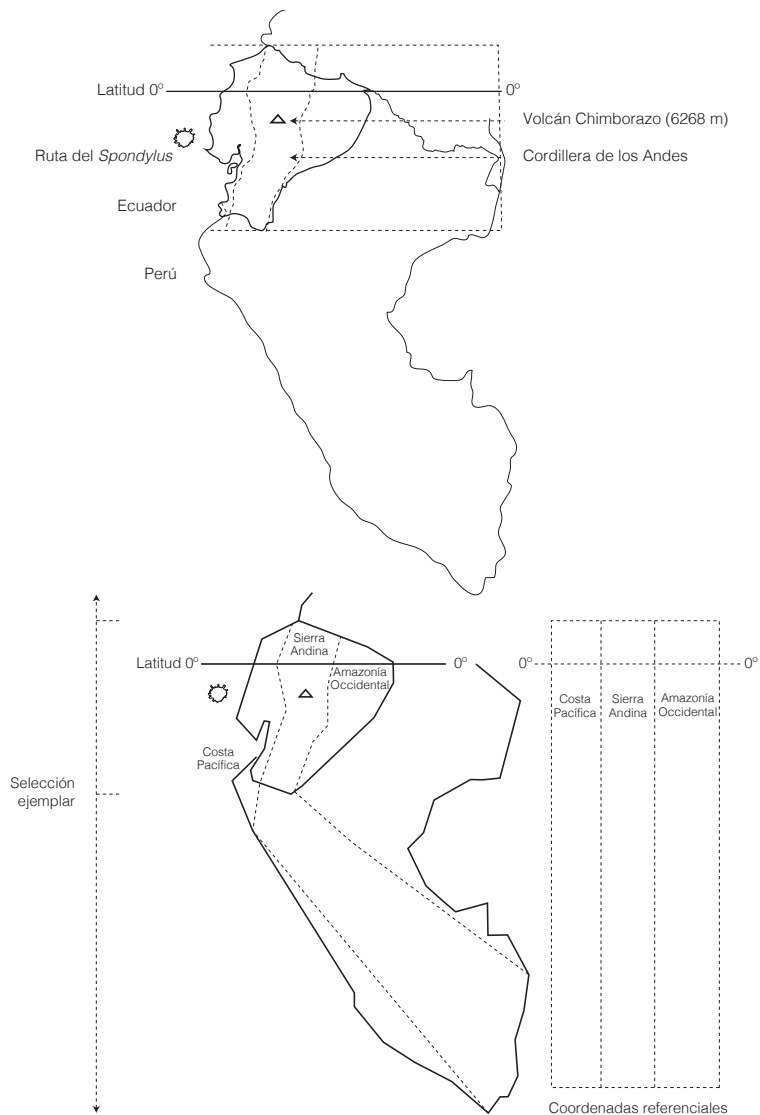 Latitud 0º
0º
Volcán Chimborazo (6268 m)
Ruta del Spondylus
Cordillera de los Andes
Ecuador
Perú
Sierra
Andina
Latitud 0º
0º
0º
0º
Amazonía
Occidental
Costa
Pacífica
Sierra
Andina
Amazonía
Occidental
Costa
Pacífica
Selección
ejemplar
Coordenadas referenciales